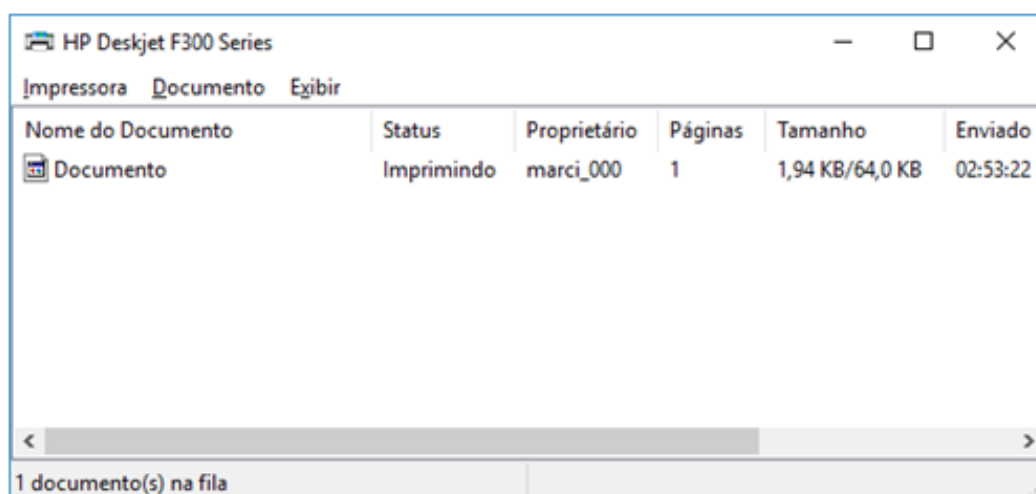 HP Deskjet F300 Series
Impressora Documento Exibir
Nome do Documento Status Proprietário Páginas Tamanho Enviado
Documento Imprimindo marci_000 1 1,94 KB/64,0 KB 02:53:22
1 documento(s) na fila